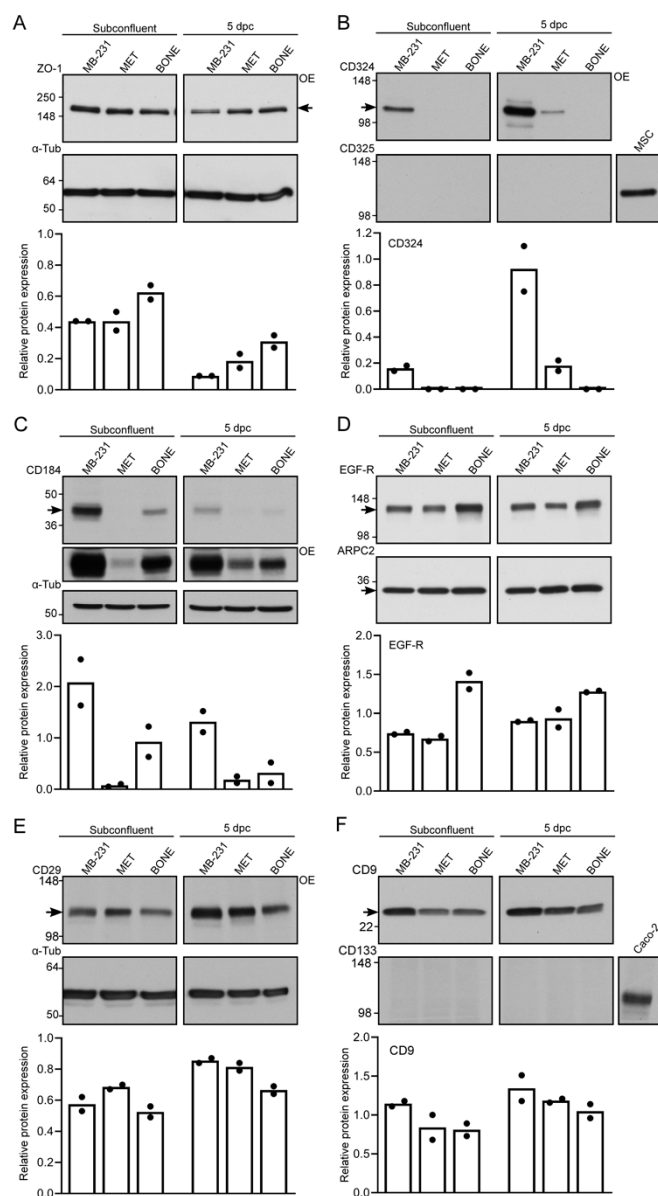 A
Subconfluent 5 dpc
MB-231 MET BONE MB-231 MET BONE
ZO-1
OE
250
148
α-Tub
64
50
Relative protein expression
1.0
0.8
0.6
0.4
0.2
0.0
B
Subconfluent 5 dpc
MB-231 MET BONE MB-231 MET BONE
CD324
OE
148
98
CD325
MSC
148
98
Relative protein expression
CD324
1.2
1.0
0.8
0.6
0.4
0.2
0.0
C
Subconfluent 5 dpc
MB-231 MET BONE MB-231 MET BONE
CD184
50
36
OE
α-Tub
50
Relative protein expression
3.0
2.0
1.0
0.0
D
Subconfluent 5 dpc
MB-231 MET BONE MB-231 MET BONE
EGF-R
148
98
ARPC2
36
Relative protein expression
EGF-R
2.0
1.5
1.0
0.5
0.0
E
Subconfluent 5 dpc
MB-231 MET BONE MB-231 MET BONE
CD29
OE
148
98
α-Tub
64
50
Relative protein expression
1.0
0.8
0.6
0.4
0.2
0.0
F
Subconfluent 5 dpc
MB-231 MET BONE MB-231 MET BONE
CD9
22
CD133
Caco-2
148
98
Relative protein expression
CD9
2.0
1.5
1.0
0.5
0.0